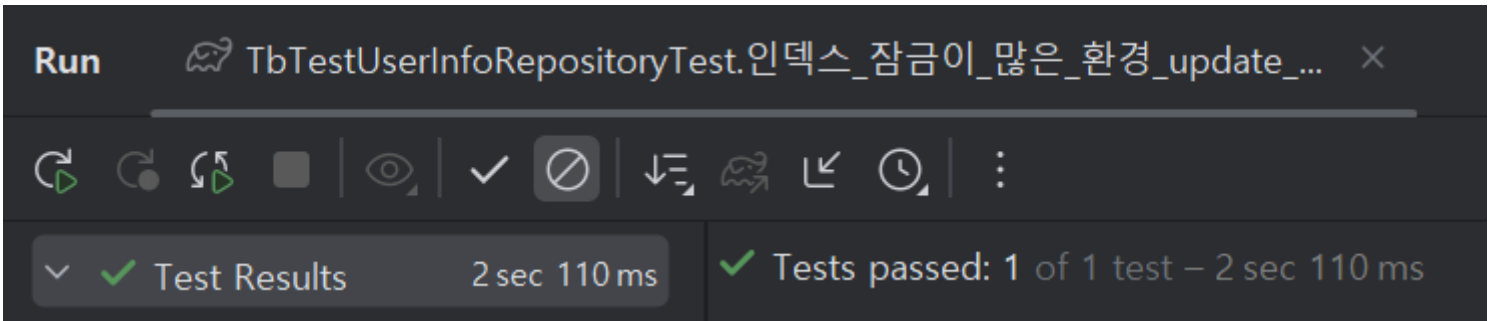 Run TbTestUserInfoRepositoryTest.인덱스_잠금이_많은_환경_update_...
Test Results 2 sec 110 ms
Tests passed: 1 of 1 test – 2 sec 110 ms